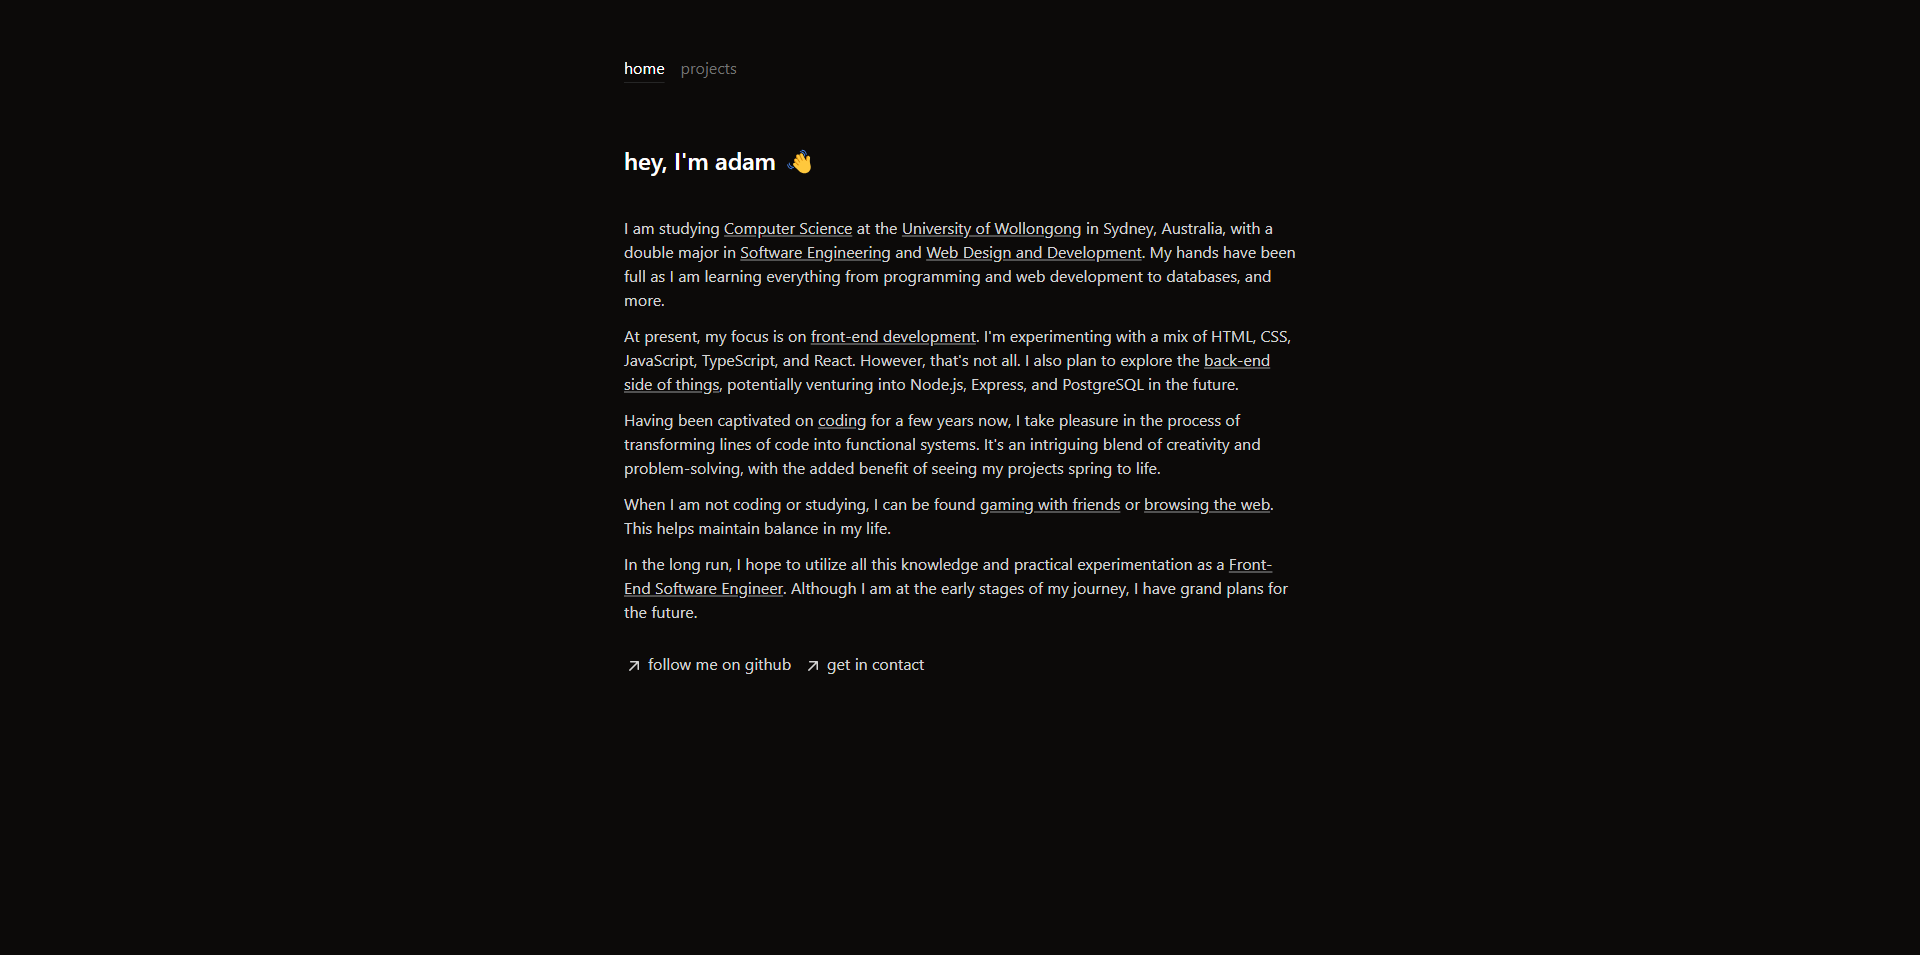 home projects
hey, I'm adam 👋
I am studying Computer Science at the University of Wollongong in Sydney, Australia, with a
double major in Software Engineering and Web Design and Development. My hands have been
full as I am learning everything from programming and web development to databases, and
more.
At present, my focus is on front-end development. I'm experimenting with a mix of HTML, CSS,
JavaScript, TypeScript, and React. However, that's not all. I also plan to explore the back-end
side of things, potentially venturing into Node.js, Express, and PostgreSQL in the future.
Having been captivated on coding for a few years now, I take pleasure in the process of
transforming lines of code into functional systems. It's an intriguing blend of creativity and
problem-solving, with the added benefit of seeing my projects spring to life.
When I am not coding or studying, I can be found gaming with friends or browsing the web.
This helps maintain balance in my life.
In the long run, I hope to utilize all this knowledge and practical experimentation as a Front-
End Software Engineer. Although I am at the early stages of my journey, I have grand plans for
the future.
follow me on github get in contact